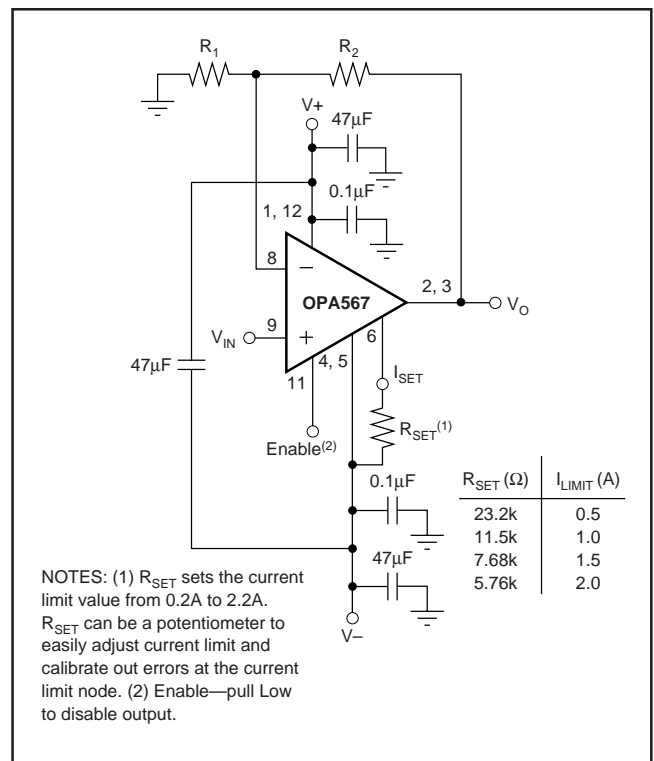 R1
R2
V+
47μF
0.1μF
1, 12
8
−
OPA567
2, 3
VO
VIN
9
+
6
4, 5
11
47μF
ISET
RSET(1)
Enable(2)
0.1μF
47μF
V–
RSET (Ω) ILIMIT (A)
23.2k 0.5
11.5k 1.0
7.68k 1.5
5.76k 2.0
NOTES: (1) RSET sets the current
limit value from 0.2A to 2.2A.
RSET can be a potentiometer to
easily adjust current limit and
calibrate out errors at the current
limit node. (2) Enable—pull Low
to disable output.